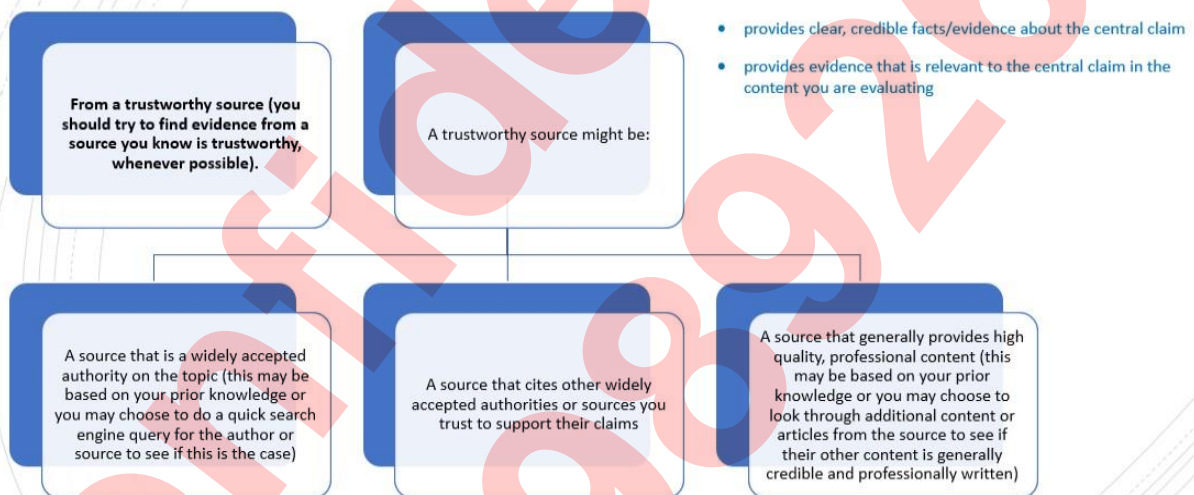 From a trustworthy source (you
should try to find evidence from a
source you know is trustworthy,
whenever possible).
A trustworthy source might be:
• provides clear, credible facts/evidence about the central claim
• provides evidence that is relevant to the central claim in the
content you are evaluating
A source that is a widely accepted
authority on the topic (this may be
based on your prior knowledge or
you may choose to do a quick search
engine query for the author or
source to see if this is the case)
A source that cites other widely
accepted authorities or sources you
trust to support their claims
A source that generally provides high
quality, professional content (this
may be based on your prior
knowledge or you may choose to
look through additional content or
articles from the source to see if
their other content is generally
credible and professionally written)